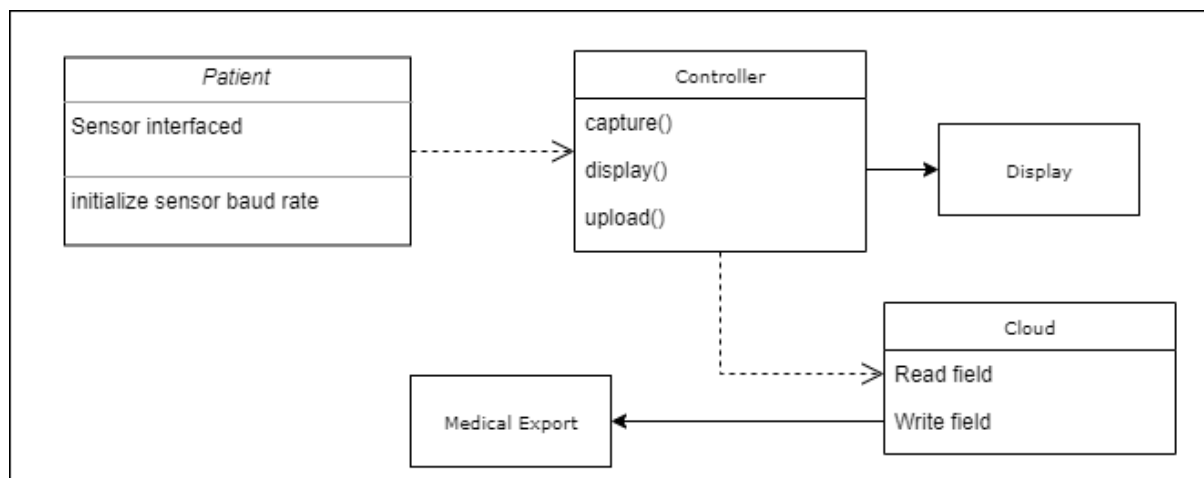 Patient
Sensor interfaced
initialize sensor baud rate
Controller
capture()
display()
upload()
Display
Cloud
Read field
Write field
Medical Export